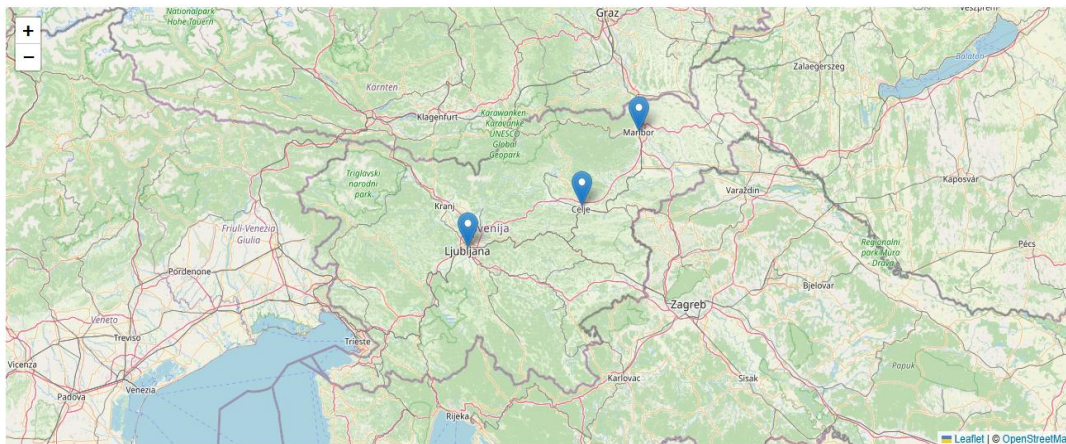 +
−
Nationalpark
Hohe Tauern
Graz
Veszprém
Balaton
Zalaegerszeg
Kärnten
Klagenfurt
Karawanken
Karavanke
UNESCO
Global
Geopark
Maribor
Triglavski
narodni
park
Kranj
Celje
Varaždin
Kaposvár
Friuli-Venezia
Giulia
venija
Ljubljana
Regionalni
park Mura
Drava
Pécs
Pordenone
Bjelovar
Zagreb
Veneto
Treviso
Trieste
Vicenza
Padova
Venezia
Karlovac
Sisak
Papuk
Rijeka
Leaflet | © OpenStreetMa